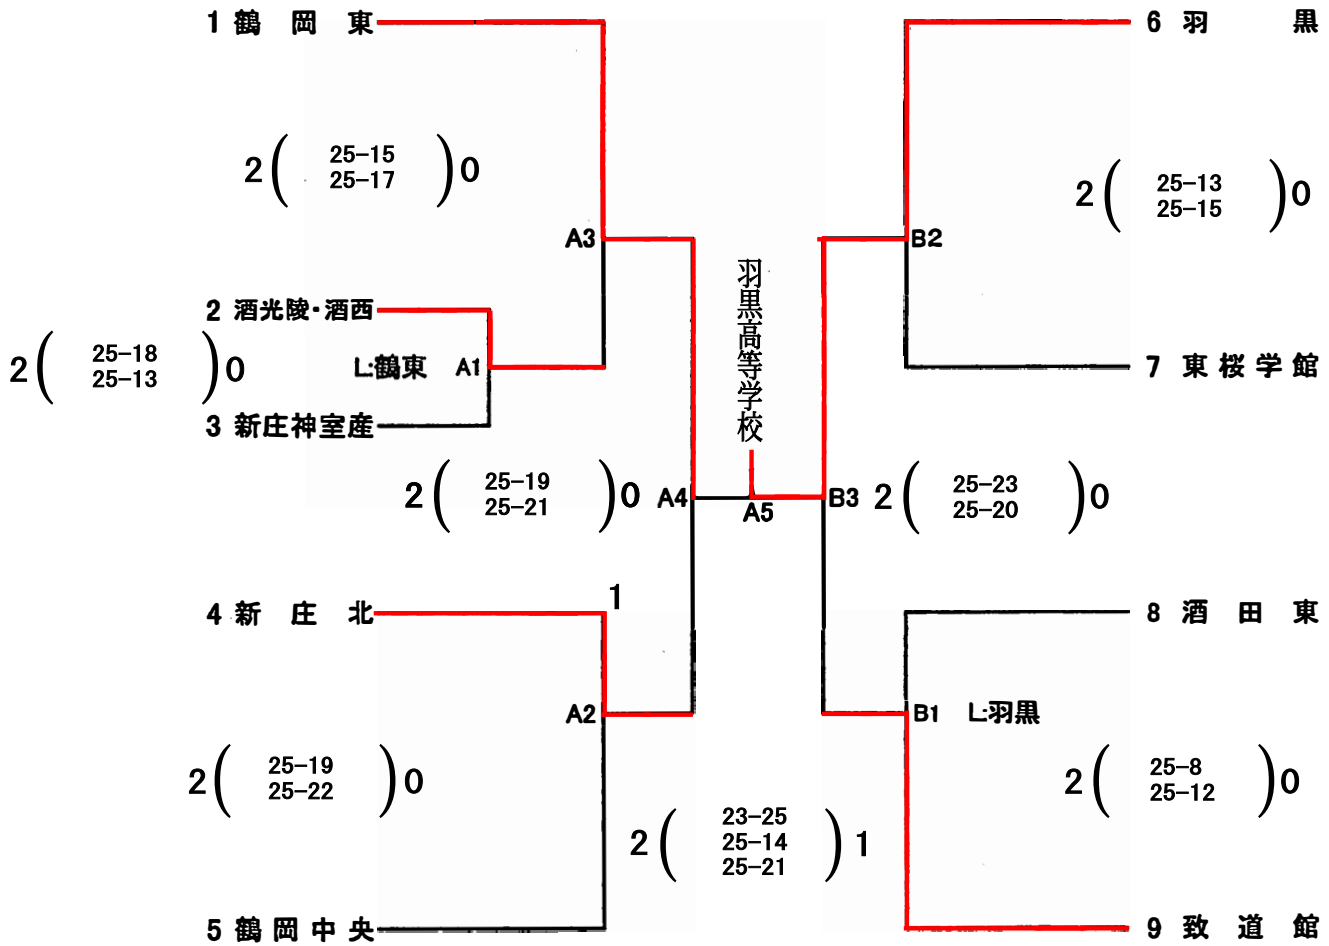 1 鶴岡東
6 羽黒
2 ( 25-15 ) 0
25-17
2 ( 25-13 ) 0
25-15
A3
B2
羽黒高等学校
2 酒光陵・酒西
2 ( 25-18 ) 0
25-13
L:鶴東 A1
7 東桜学館
3 新庄神室産
2 ( 25-19 ) 0
25-21
A4
A5
B3
2 ( 25-23 ) 0
25-20
1
4 新庄北
8 酒田東
A2
B1 L:羽黒
2 ( 25-19 ) 0
25-22
2 ( 23-25 ) 1
25-14
25-21
2 ( 25-8 ) 0
25-12
5 鶴岡中央
9 致道館